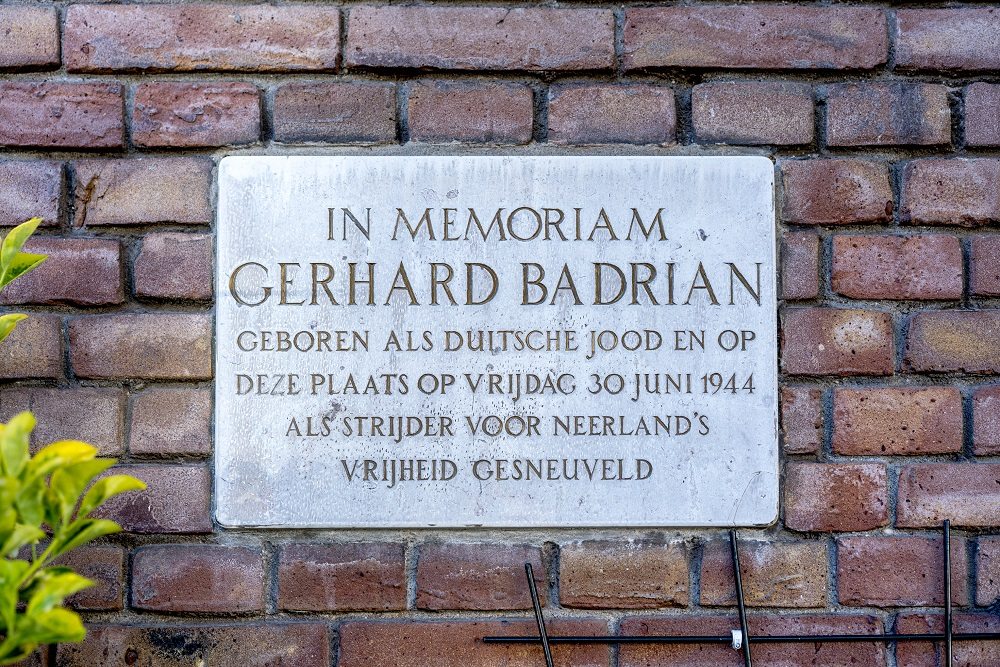 IN MEMORIAM
GERHARD BADRIAN
GEBOREN ALS DUITSCHE JOOD EN OP
DEZE PLAATS OP VRIJDAG 30 JUNI 1944
ALS STRIJDER VOOR NEERLAND'S
VRIJHEID GESNEUVELD